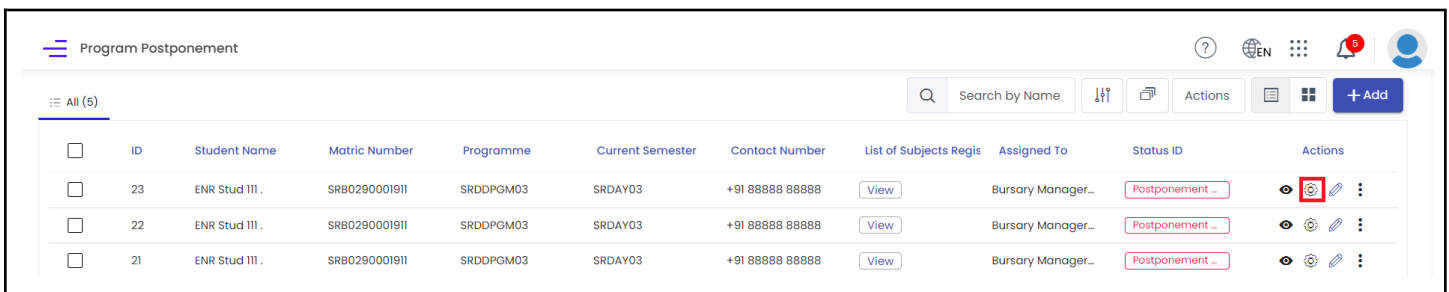 Program Postponement ? EN 5
All (5) Search by Name Actions + Add
ID Student Name Matric Number Programme Current Semester Contact Number List of Subjects Regis Assigned To Status ID Actions
23 ENR Stud 111 . SRB0290001911 SRDDPGM03 SRDAY03 +91 88888 88888 View Bursary Manager... Postponement ...
22 ENR Stud 111 . SRB0290001911 SRDDPGM03 SRDAY03 +91 88888 88888 View Bursary Manager... Postponement ...
21 ENR Stud 111 . SRB0290001911 SRDDPGM03 SRDAY03 +91 88888 88888 View Bursary Manager... Postponement ...